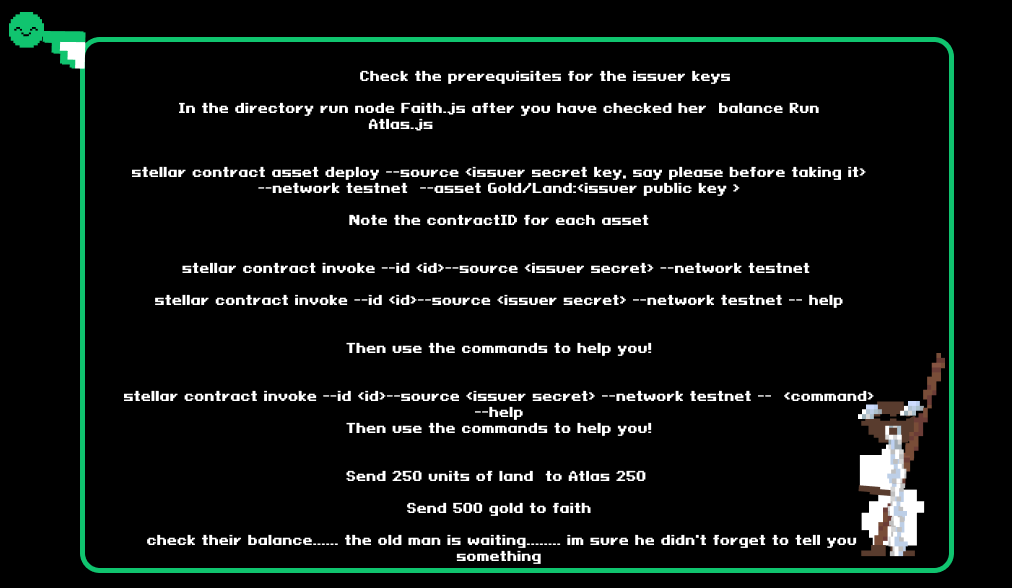 Check the prerequisites for the issuer keys
In the directory run node Faith.js after you have checked her balance Run
Atlas.js
stellar contract asset deploy --source <issuer secret key, say please before taking it>
--network testnet --asset Gold/Land:<issuer public key >
Note the contractID for each asset
stellar contract invoke --id <id>--source <issuer secret> --network testnet
stellar contract invoke --id <id>--source <issuer secret> --network testnet -- help
Then use the commands to help you!
stellar contract invoke --id <id>--source <issuer secret> --network testnet -- <command>
--help
Then use the commands to help you!
Send 250 units of land to Atlas 250
Send 500 gold to faith
check their balance...... the old man is waiting........ im sure he didn't forget to tell you
something